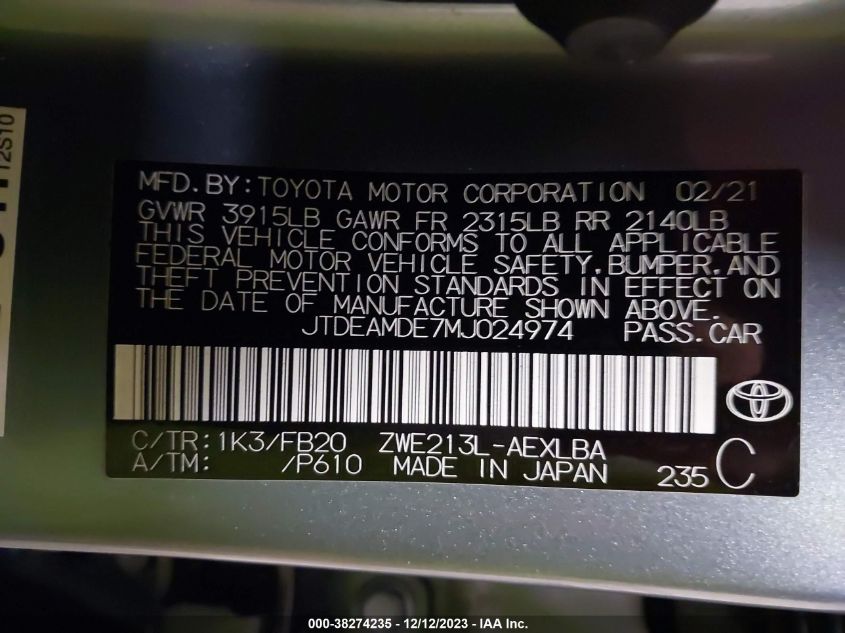 MFD.BY:TOYOTA MOTOR CORPORATION 02/21
GVWR 3915LB GAWR FR 2315LB RR 2140LB
THIS VEHICLE CONFORMS TO ALL APPLICABLE
FEDERAL MOTOR VEHICLE SAFETY,BUMPER,AND
THEFT PREVENTION STANDARDS IN EFFECT ON
THE DATE OF MANUFACTURE SHOWN ABOVE.
JTDEAMDE7MJ024974 PASS.CAR
C/TR:1K3/FB20 ZWE213L-AEXLBA
A/TM: /P610 MADE IN JAPAN 235 C
12S10
000-38274235 - 12/12/2023 - IAA Inc.